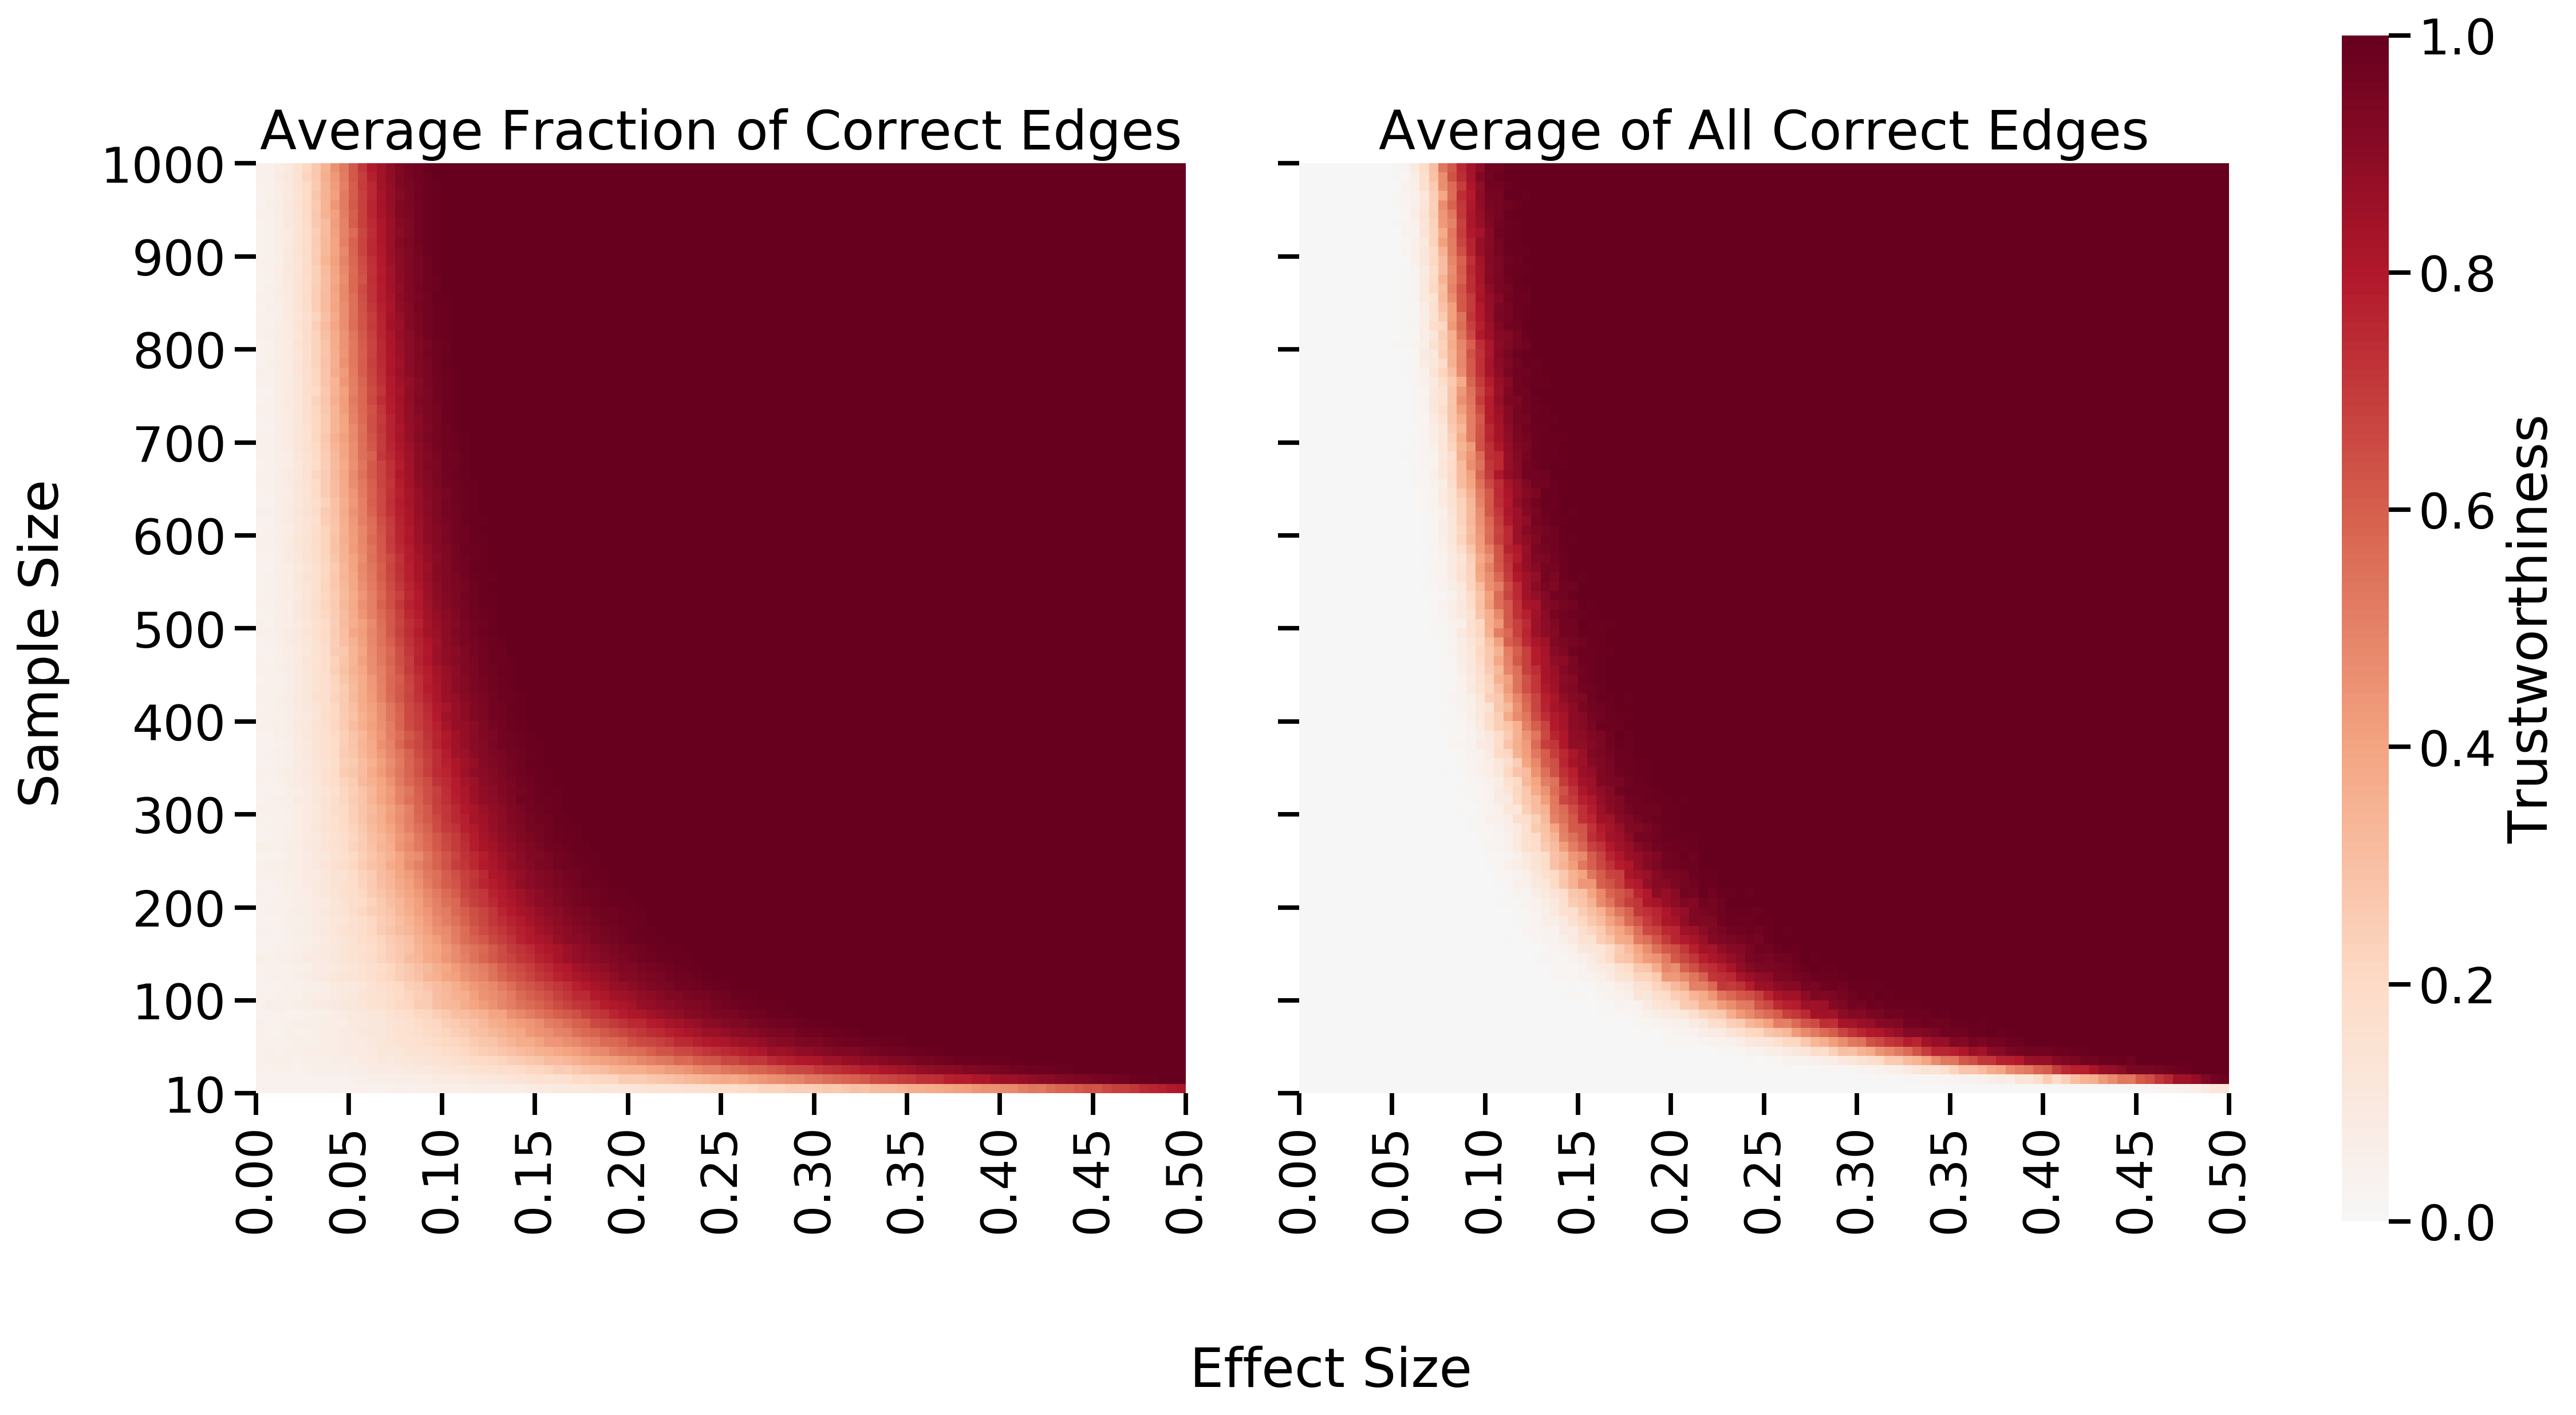 Average Fraction of Correct Edges
Average of All Correct Edges
Sample Size
1000
900
800
700
600
500
400
300
200
100
10
0.00 0.05 0.10 0.15 0.20 0.25 0.30 0.35 0.40 0.45 0.50
0.00 0.05 0.10 0.15 0.20 0.25 0.30 0.35 0.40 0.45 0.50
Effect Size
1.0
0.8
0.6
0.4
0.2
0.0
Trustworthiness